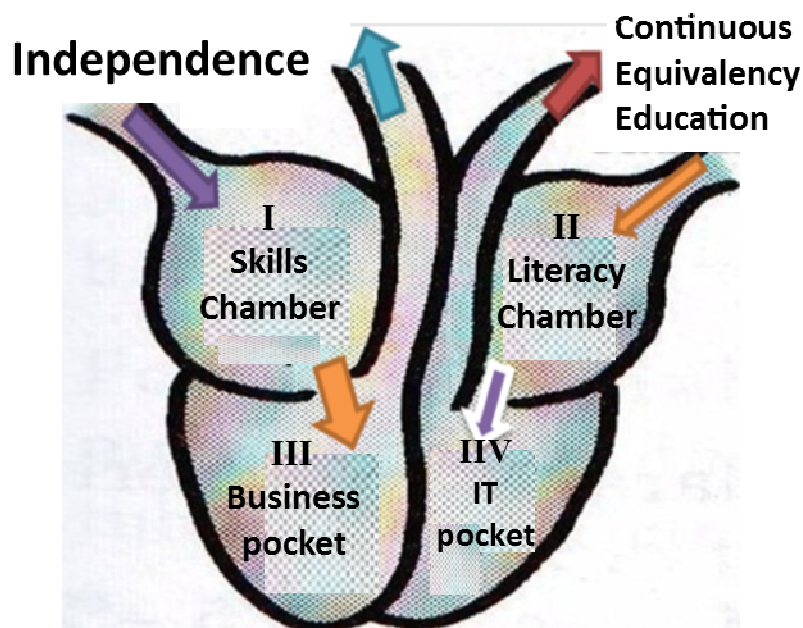 Independence
Continuous
Equivalency
Education
I
Skills
Chamber
II
Literacy
Chamber
III
Business
pocket
IIV
IT
pocket